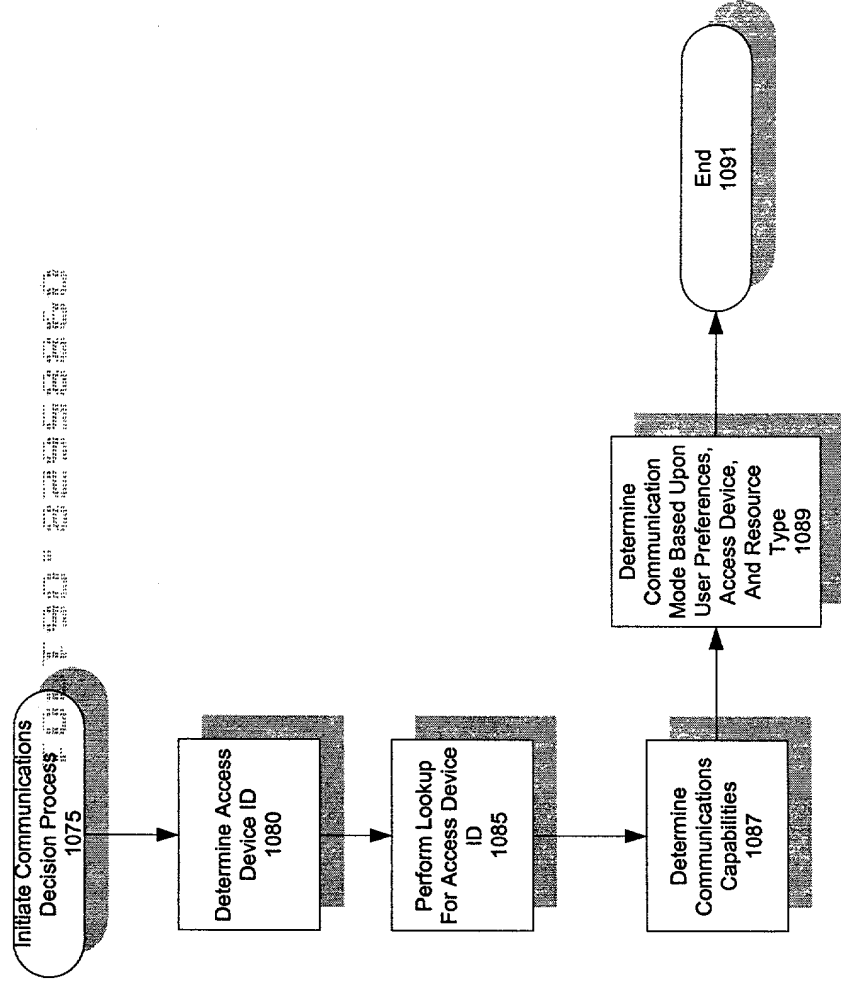 Initiate Communications
Decision Process
1075
Determine Access
Device ID
1080
Perform Lookup
For Access Device
ID
1085
Determine
Communications
Capabilities
1087
Determine
Communication
Mode Based Upon
User Preferences,
Access Device,
And Resource
Type
1089
End
1091